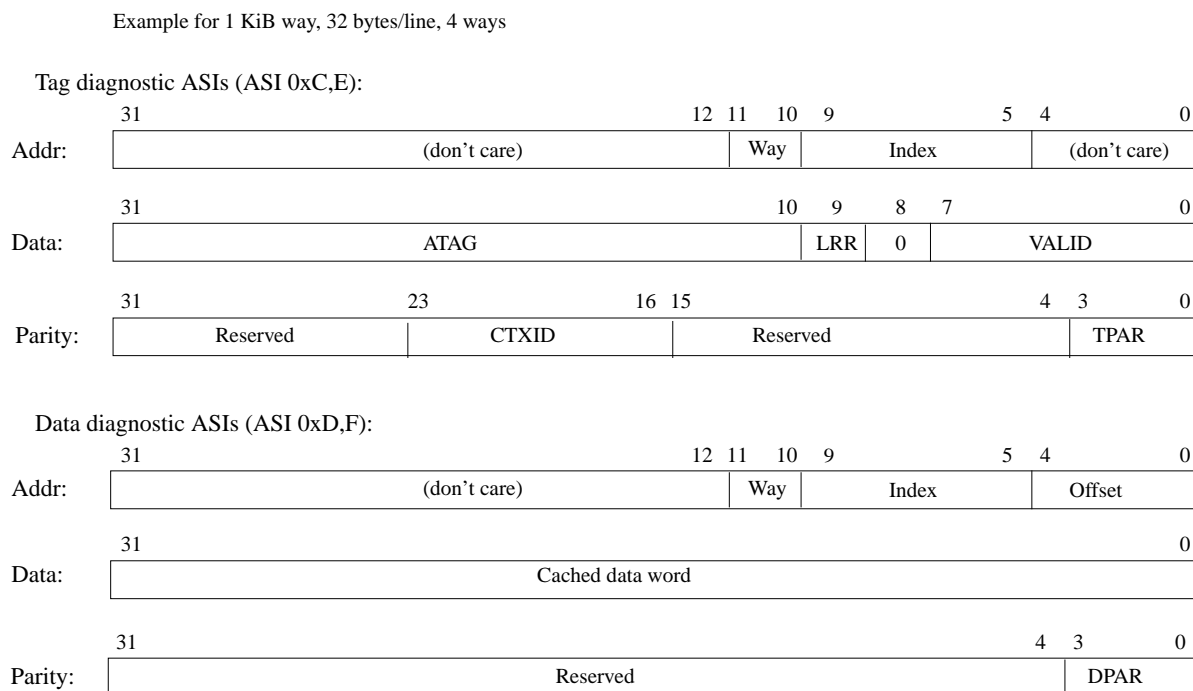 Example for 1 KiB way, 32 bytes/line, 4 ways
Tag diagnostic ASIs (ASI 0xC,E):
31 12 11 10 9 5 4 0
Addr: (don't care) Way Index (don't care)
31 10 9 8 7 0
Data: ATAG LRR 0 VALID
31 23 16 15 4 3 0
Parity: Reserved CTXID Reserved TPAR
Data diagnostic ASIs (ASI 0xD,F):
31 12 11 10 9 5 4 0
Addr: (don't care) Way Index Offset
31 0
Data: Cached data word
31 4 3 0
Parity: Reserved DPAR